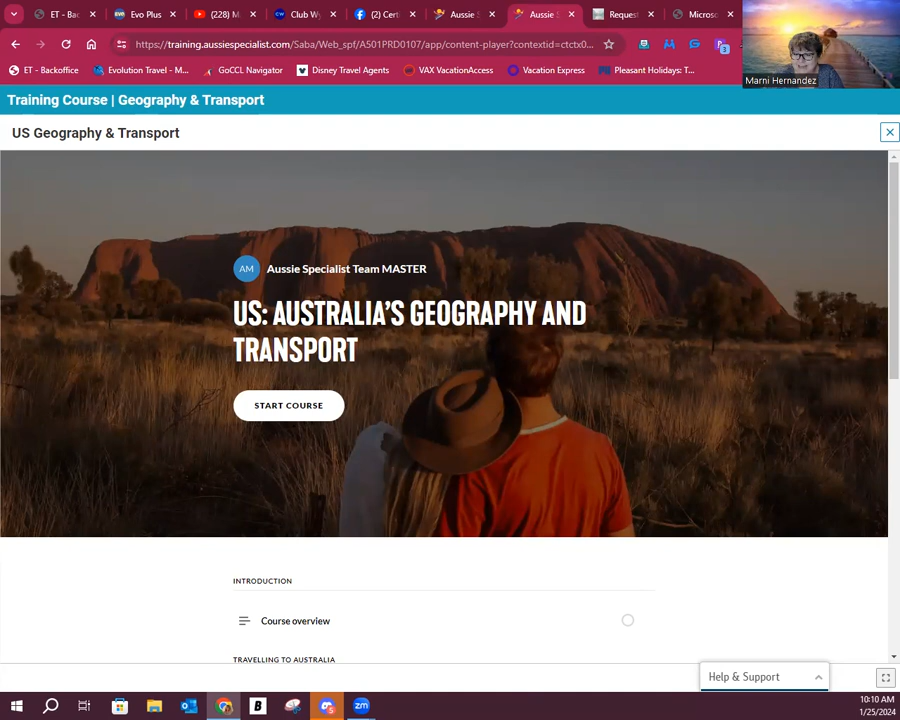 ET - B
Evo Plus
(228) M
Club W
(2) Cert
Aussie S
Aussie S
Request
Microso
https://training.aussiespecialist.com/Saba/Web_spf/A501PRD0107/app/content-player?contextid=ctctx0...
3
ET - Backoffice
Evolution Travel - M...
GoCCL Navigator
Disney Travel Agents
VAX VacationAccess
Vacation Express
Pleasant Holidays: T...
Marni Hernandez
Training Course | Geography & Transport
US Geography & Transport
AM
Aussie Specialist Team MASTER
US: AUSTRALIA'S GEOGRAPHY AND
TRANSPORT
START COURSE
INTRODUCTION
Course overview
TRAVELLING TO AUSTRALIA
Help & Support
B
zm
10:10 AM
1/25/2024